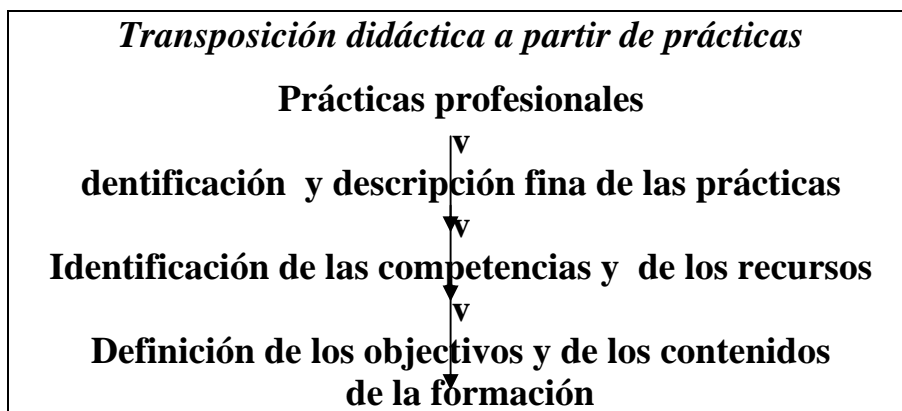 Transposición didáctica a partir de prácticas
Prácticas profesionales
v
dentificación y descripción fina de las prácticas
v
Identificación de las competencias y de los recursos
v
Definición de los objectivos y de los contenidos
de la formación